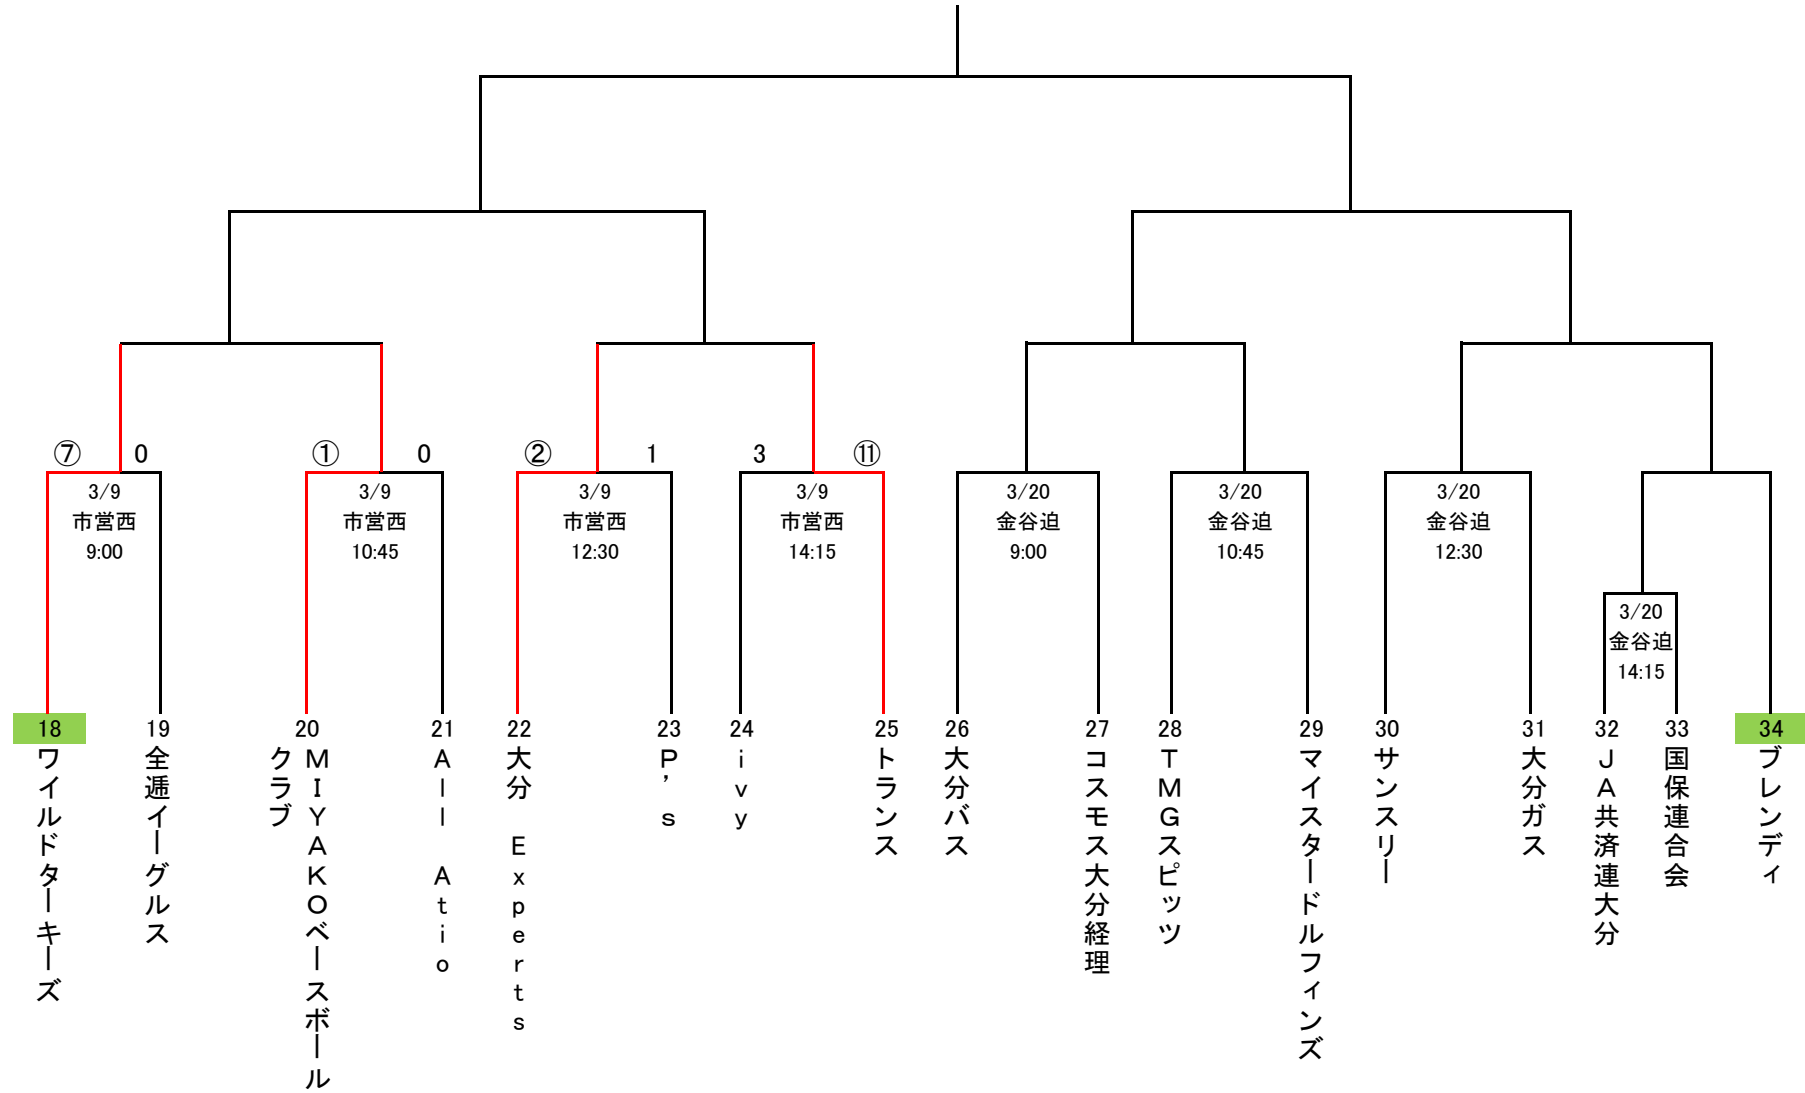 ⑦ 0 ① 0 ② 1 3 ⑪
3/9 3/9 3/9 3/9 3/20 3/20 3/20
市営西 市営西 市営西 市営西 金谷迫 金谷迫 金谷迫
9:00 10:45 12:30 14:15 9:00 10:45 12:30
3/20
金谷迫
14:15
18 19 20 21 22 23 24 25 26 27 28 29 30 31 32 33 34
ワイルドターキーズ
全逓イーグルス
MIYAKOベースボール
クラブ
All Atio
大分 Experts
P’s
ivy
トランス
大分バス
コスモス大分経理
TMGスピッツ
マイスタードルフィンズ
サンスリー
大分ガス
JA共済連大分
国保連合会
ブレンディ